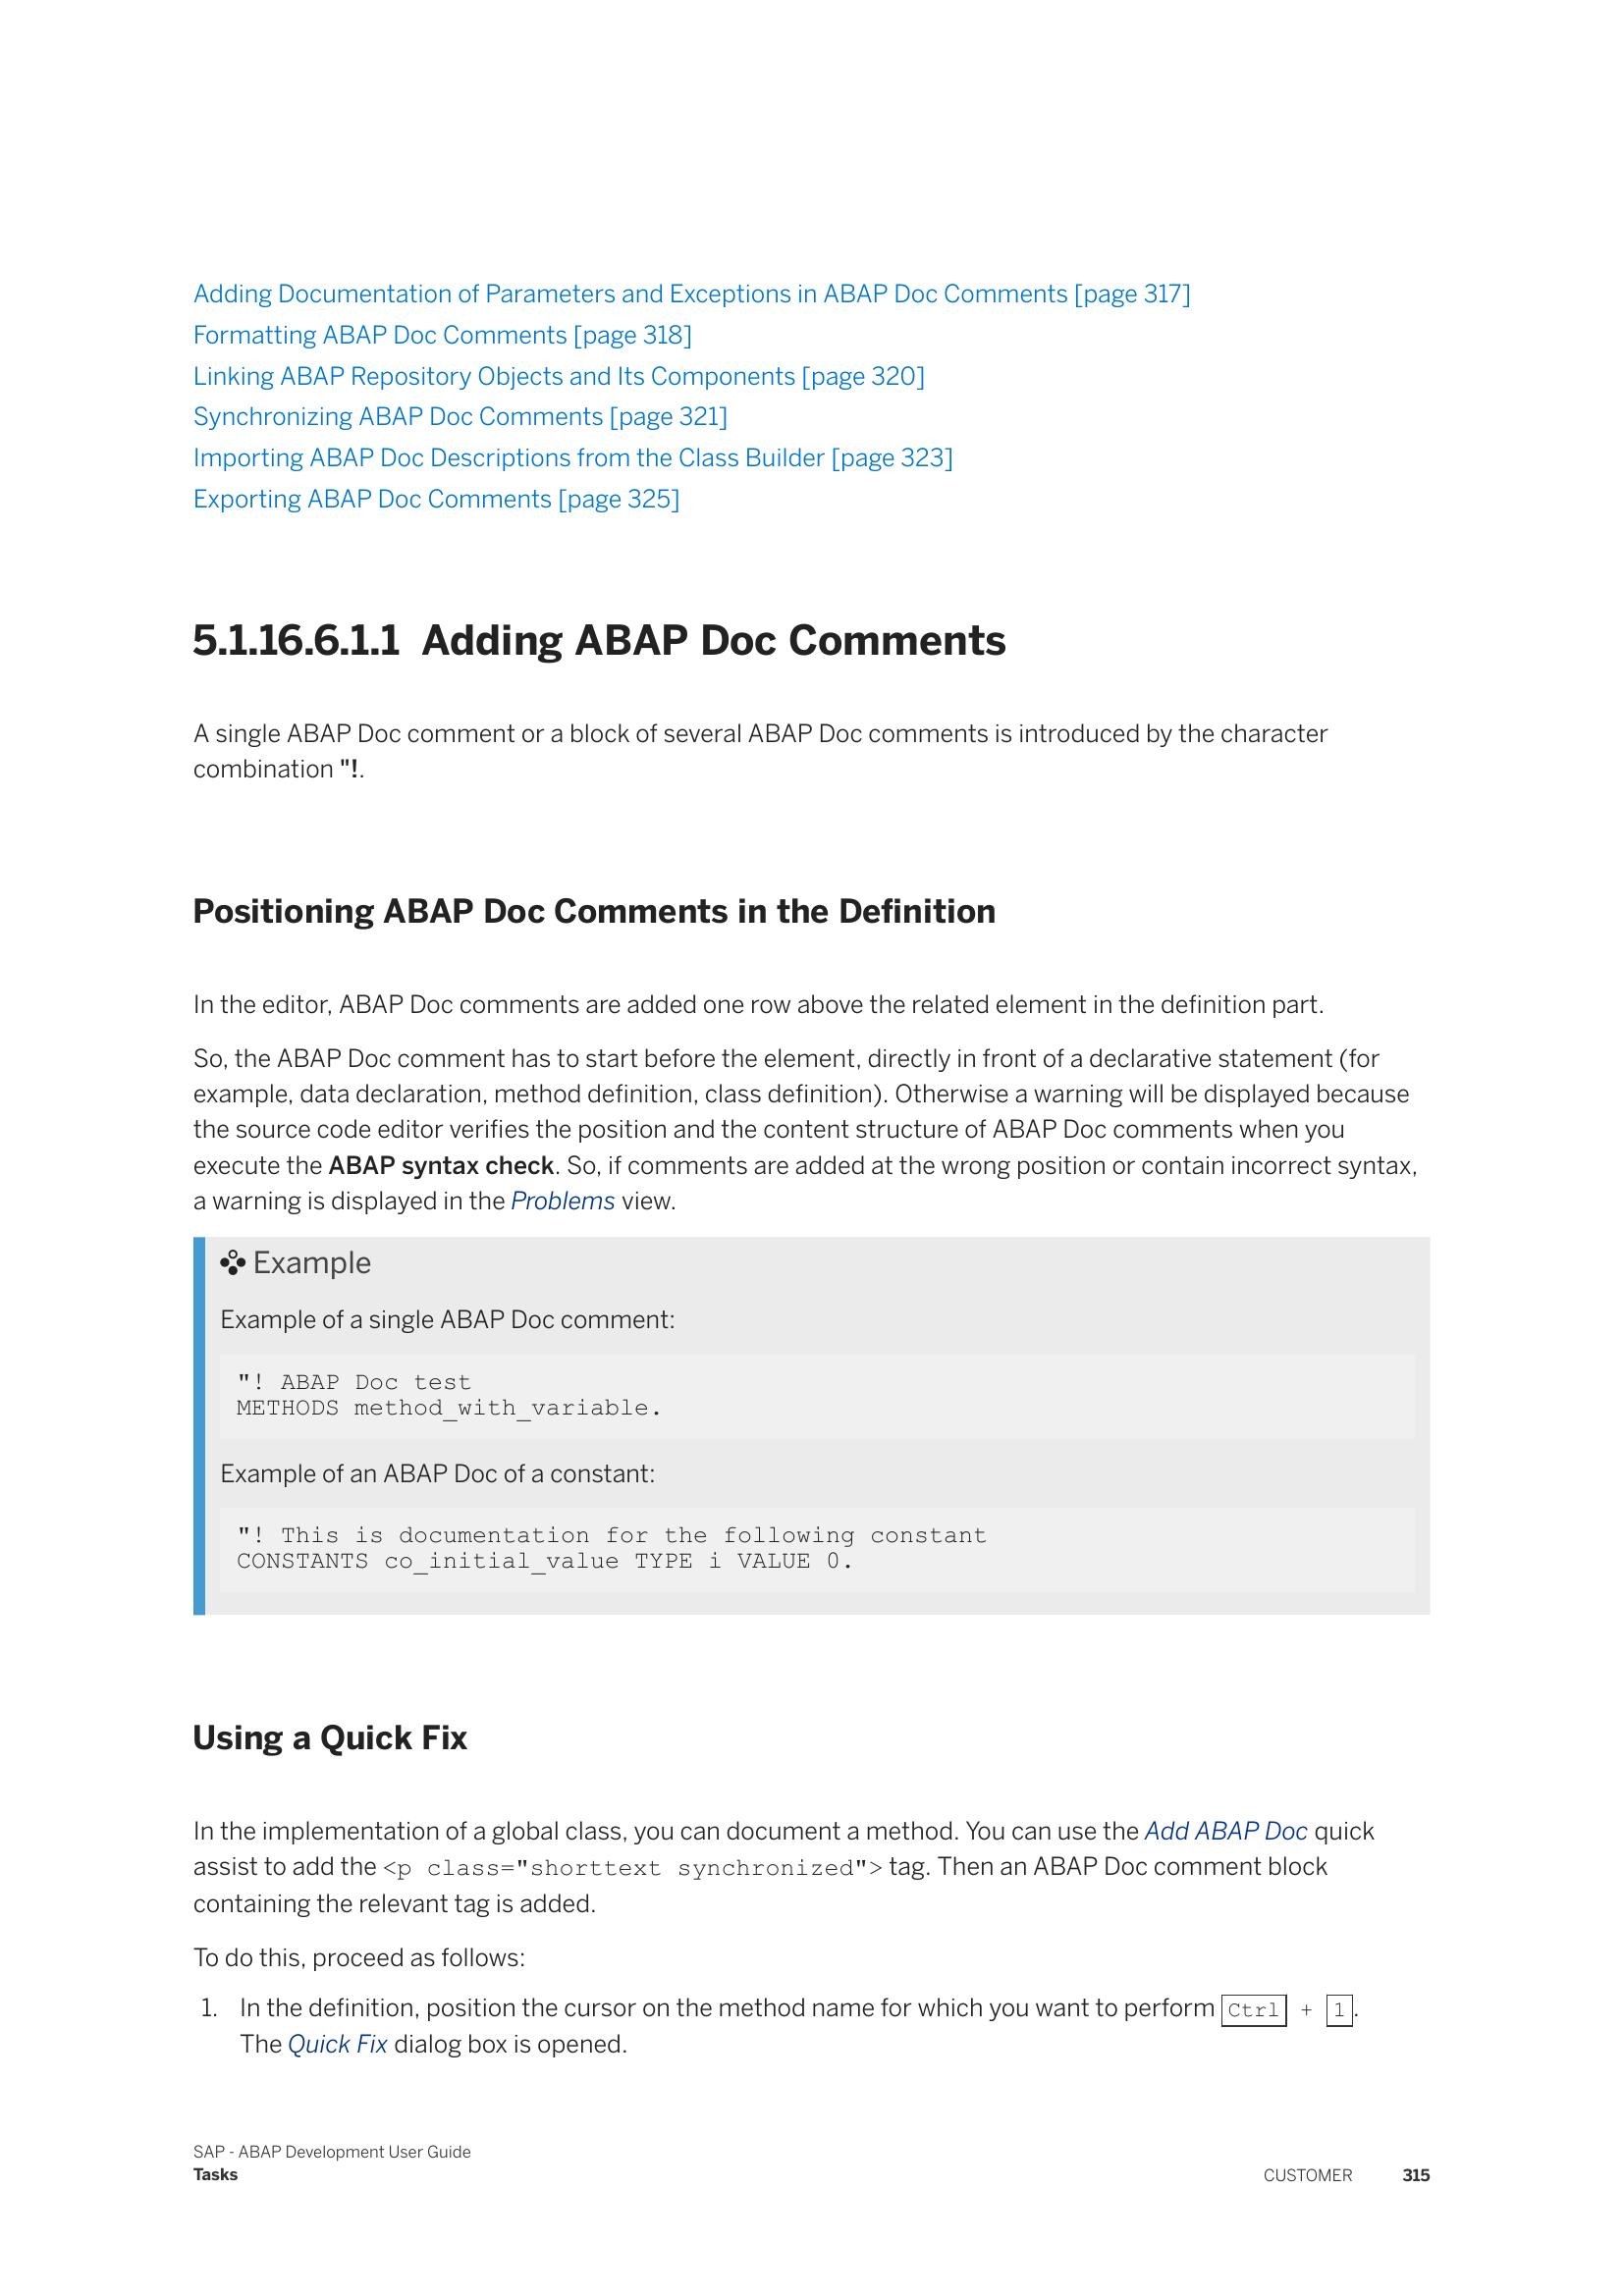 Adding Documentation of Parameters and Exceptions in ABAP Doc Comments [page 317]
Formatting ABAP Doc Comments [page 318]
Linking ABAP Repository Objects and Its Components [page 320]
Synchronizing ABAP Doc Comments [page 321]
Importing ABAP Doc Descriptions from the Class Builder [page 323]
Exporting ABAP Doc Comments [page 325]
5.1.16.6.1.1 Adding ABAP Doc Comments
A single ABAP Doc comment or a block of several ABAP Doc comments is introduced by the character
combination "!.
Positioning ABAP Doc Comments in the Definition
In the editor, ABAP Doc comments are added one row above the related element in the definition part.
So, the ABAP Doc comment has to start before the element, directly in front of a declarative statement (for
example, data declaration, method definition, class definition). Otherwise a warning will be displayed because
the source code editor verifies the position and the content structure of ABAP Doc comments when you
execute the ABAP syntax check. So, if comments are added at the wrong position or contain incorrect syntax,
a warning is displayed in the Problems view.
Example
Example of a single ABAP Doc comment:
"! ABAP Doc test
METHODS method_with_variable.
Example of an ABAP Doc of a constant:
"! This is documentation for the following constant
CONSTANTS co_initial_value TYPE i VALUE 0.
Using a Quick Fix
In the implementation of a global class, you can document a method. You can use the Add ABAP Doc quick
assist to add the <p class="shorttext synchronized"> tag. Then an ABAP Doc comment block
containing the relevant tag is added.
To do this, proceed as follows:
1. In the definition, position the cursor on the method name for which you want to perform Ctrl + 1.
The Quick Fix dialog box is opened.
SAP - ABAP Development User Guide
Tasks
CUSTOMER 315